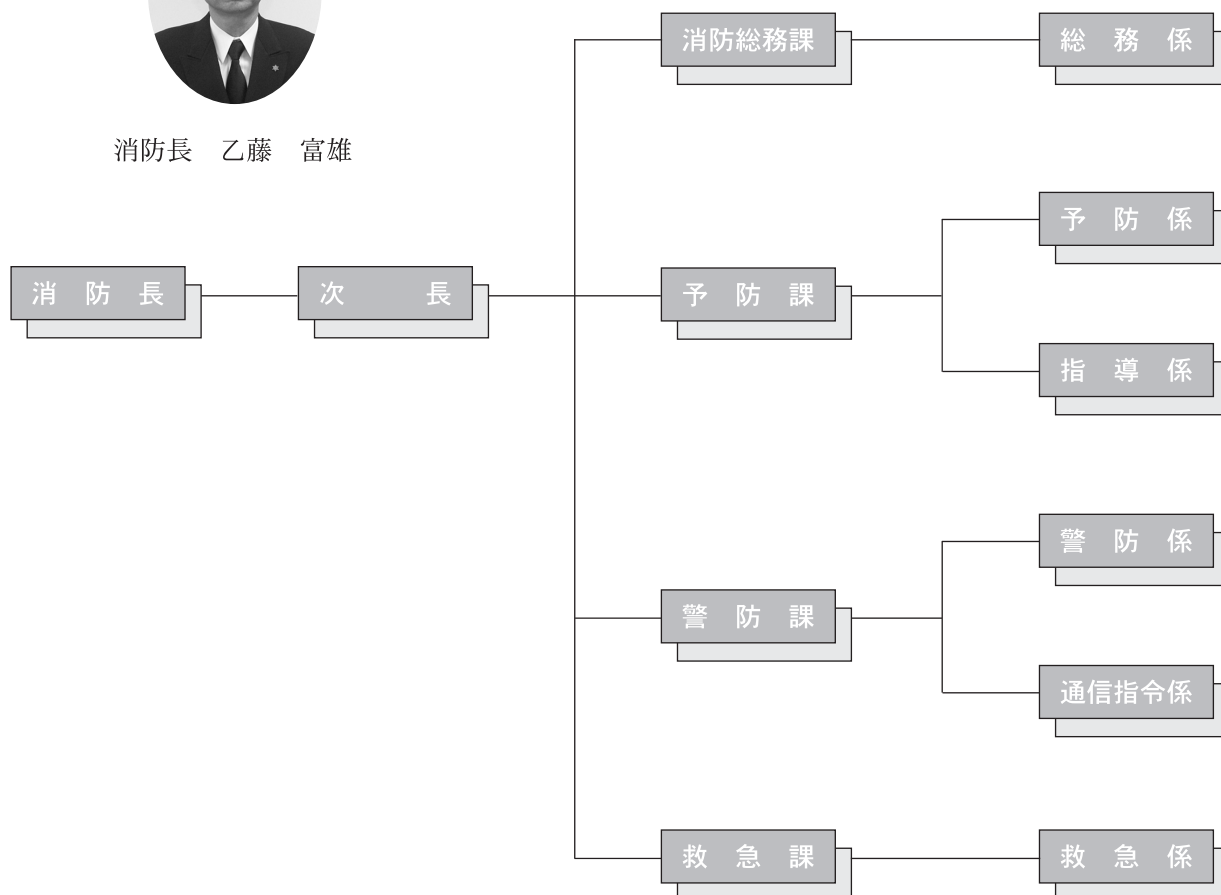 消防長　乙藤　富雄
消防長
次長
消防総務課
総務係
予防課
予防係
指導係
警防課
警防係
通信指令係
救急課
救急係